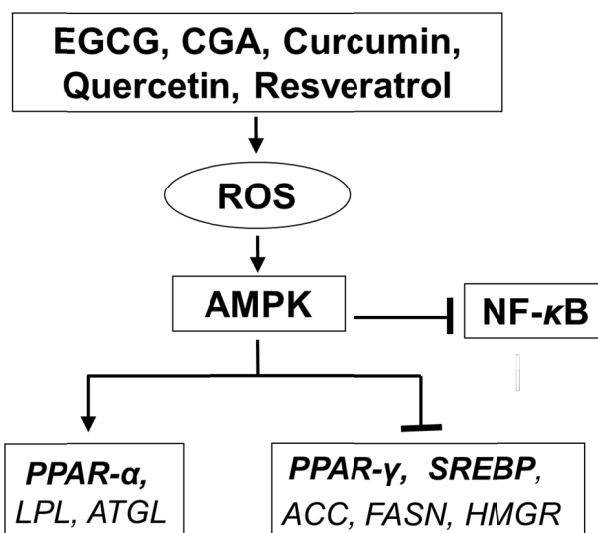 EGCG, CGA, Curcumin,
Quercetin, Resveratrol
ROS
AMPK
NF-κB
PPAR-α,
LPL, ATGL
PPAR-γ, SREBP,
ACC, FASN, HMGR